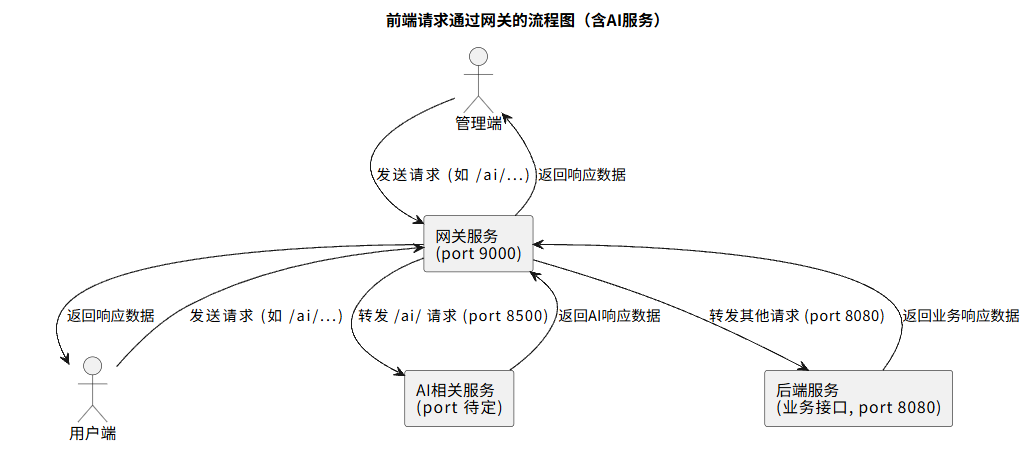 前端请求通过网关的流程图（含AI服务）
管理端
发送请求 (如 /ai/...)
返回响应数据
网关服务
(port 9000)
返回响应数据
发送请求 (如 /ai/...)
转发 /ai/ 请求 (port 8500)
返回AI响应数据
转发其他请求 (port 8080)
返回业务响应数据
用户端
AI相关服务
(port 待定)
后端服务
(业务接口, port 8080)